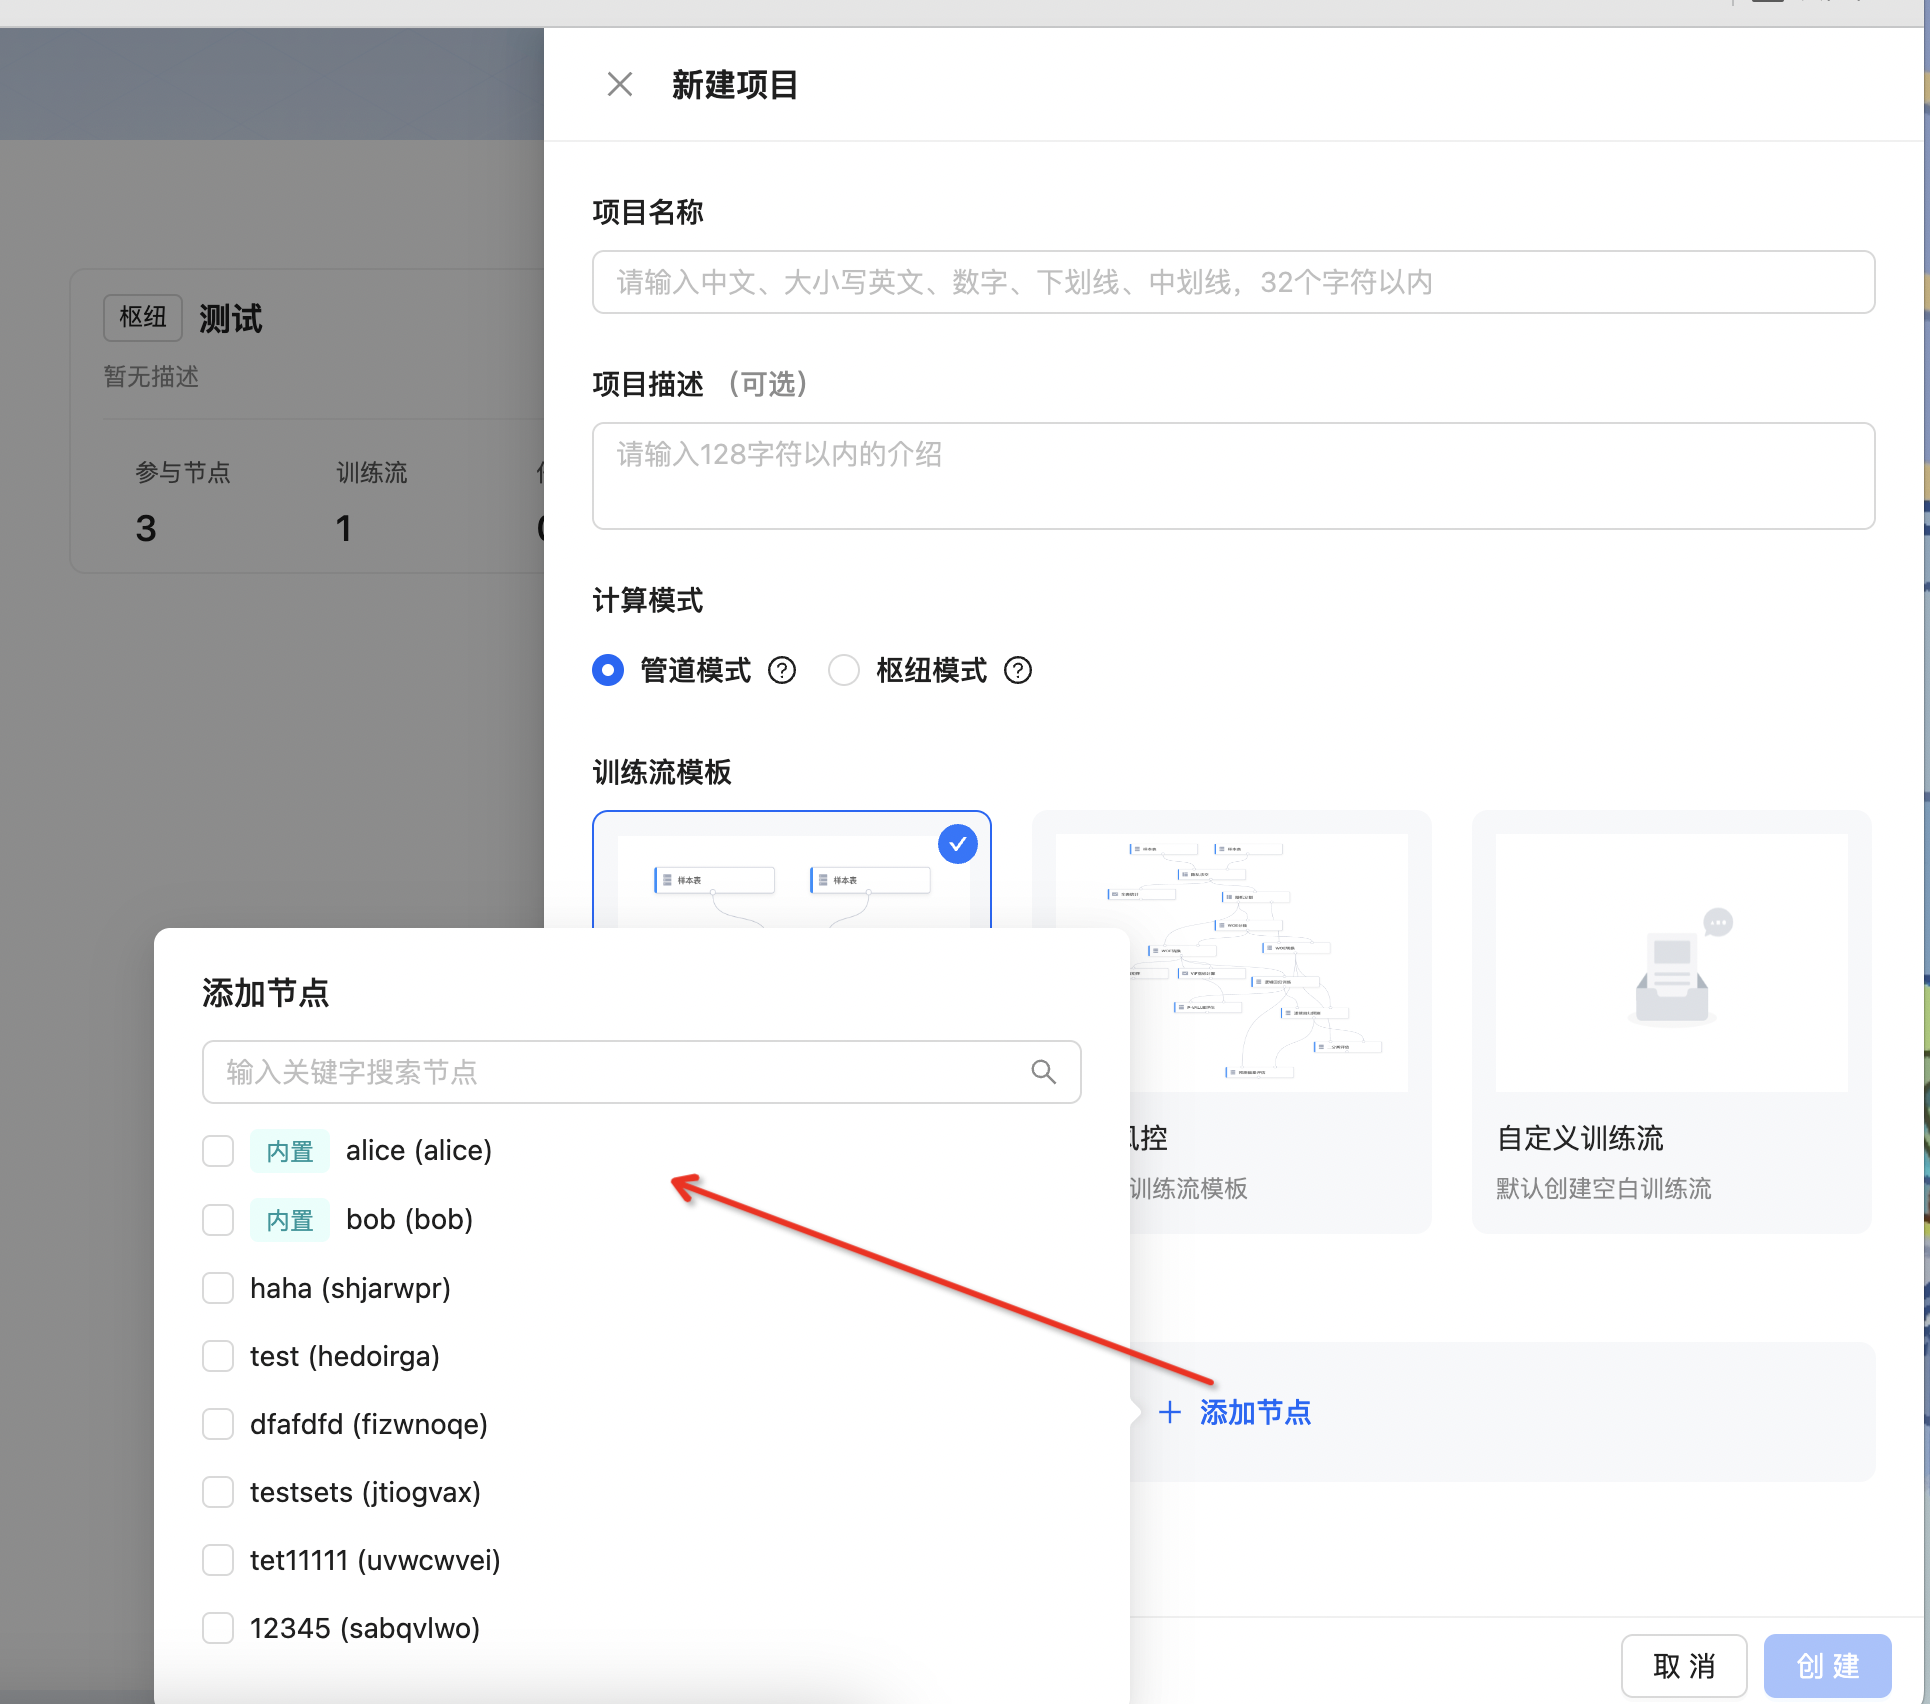 新建项目
项目名称
请输入中文、大小写英文、数字、下划线、中划线，32个字符以内
项目描述 （可选）
请输入128字符以内的介绍
计算模式
管道模式 枢纽模式
训练流模板
样本表 样本表
样本表 样本表
风控
训练流模板
自定义训练流
默认创建空白训练流
枢纽 测试
暂无描述
参与节点 训练流
3 1
添加节点
输入关键字搜索节点
内置 alice (alice)
内置 bob (bob)
haha (shjarwpr)
test (hedoirga)
dfafdfd (fizwnoqe)
testsets (jtiogvax)
tet11111 (uvwcwvei)
12345 (sabqvlwo)
+ 添加节点
取 消 创 建